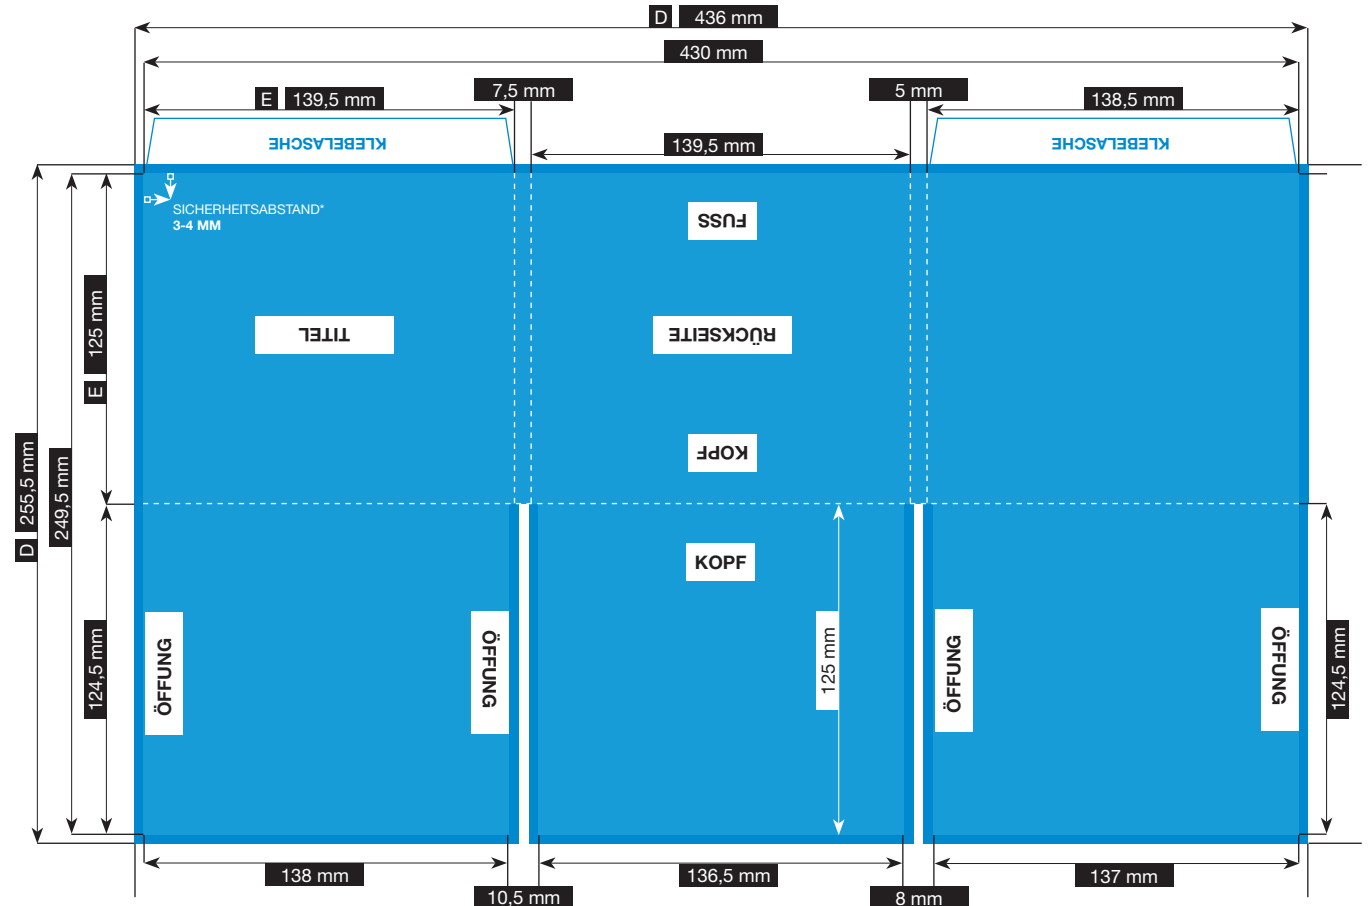 D 436 mm
430 mm
7,5 mm
5 mm
E 139,5 mm
138,5 mm
139,5 mm
KLEBELASCHE
KLEBELASCHE
SICHERHEITSABSTAND*
3-4 MM
FUSS
TITEL
RÜCKSEITE
KOPF
E 125 mm
D 255,5 mm
249,5 mm
124,5 mm
KOPF
ÖFFUNG
ÖFFUNG
125 mm
ÖFFUNG
ÖFFUNG
124,5 mm
138 mm
136,5 mm
137 mm
10,5 mm
8 mm